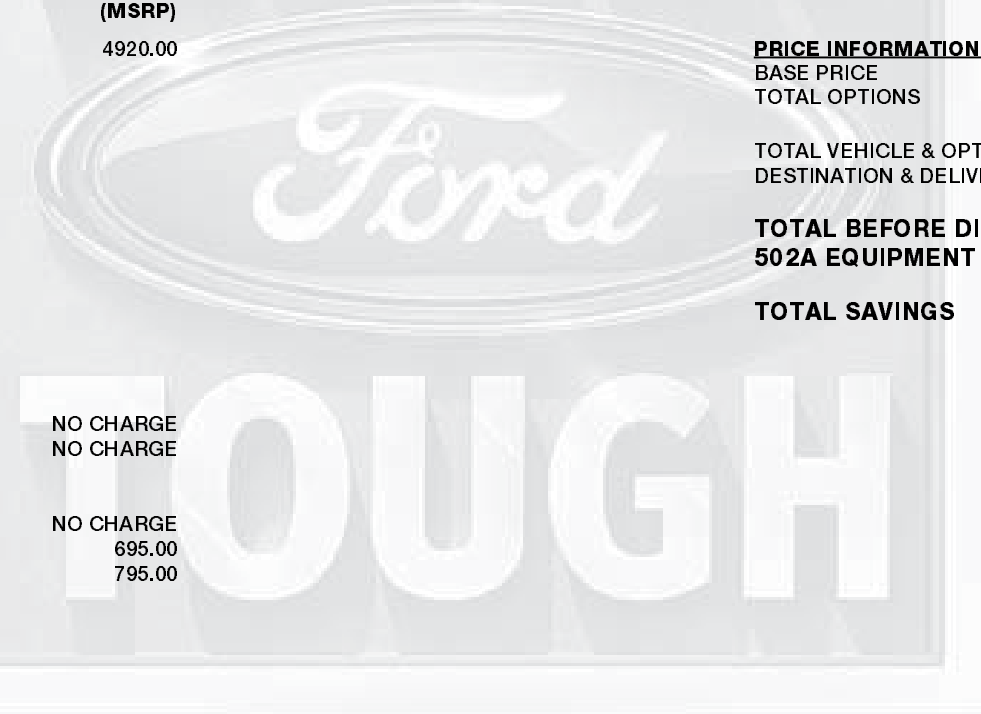 (MSRP)
4920.00
NO CHARGE
NO CHARGE
NO CHARGE
695.00
795.00
PRICE INFORMATION
BASE PRICE
TOTAL OPTIONS
TOTAL VEHICLE & OPT
DESTINATION & DELIV
TOTAL BEFORE DI
502A EQUIPMENT
TOTAL SAVINGS
Ford
TOUGH